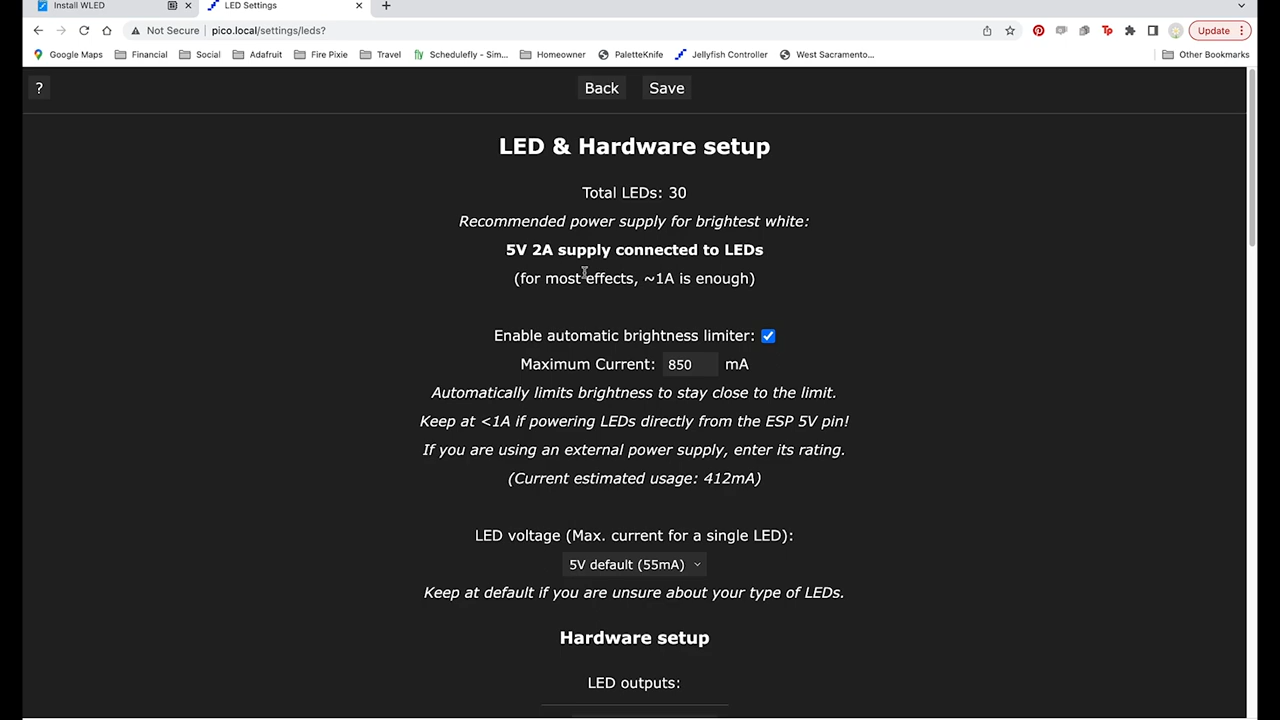 Install WLED
LED Settings
Not Secure
pico.local/settings/leds?
Update
Google Maps
Financial
Social
Adafruit
Fire Pixie
Travel
Schedulefly - Sim...
Homeowner
PaletteKnife
Jellyfish Controller
West Sacramento...
Other Bookmarks
?
Back
Save
LED & Hardware setup
Total LEDs: 30
Recommended power supply for brightest white:
5V 2A supply connected to LEDs
(for most effects, ~1A is enough)
Enable automatic brightness limiter:
Maximum Current: 850 mA
Automatically limits brightness to stay close to the limit.
Keep at <1A if powering LEDs directly from the ESP 5V pin!
If you are using an external power supply, enter its rating.
(Current estimated usage: 412mA)
LED voltage (Max. current for a single LED):
5V default (55mA)
Keep at default if you are unsure about your type of LEDs.
Hardware setup
LED outputs: